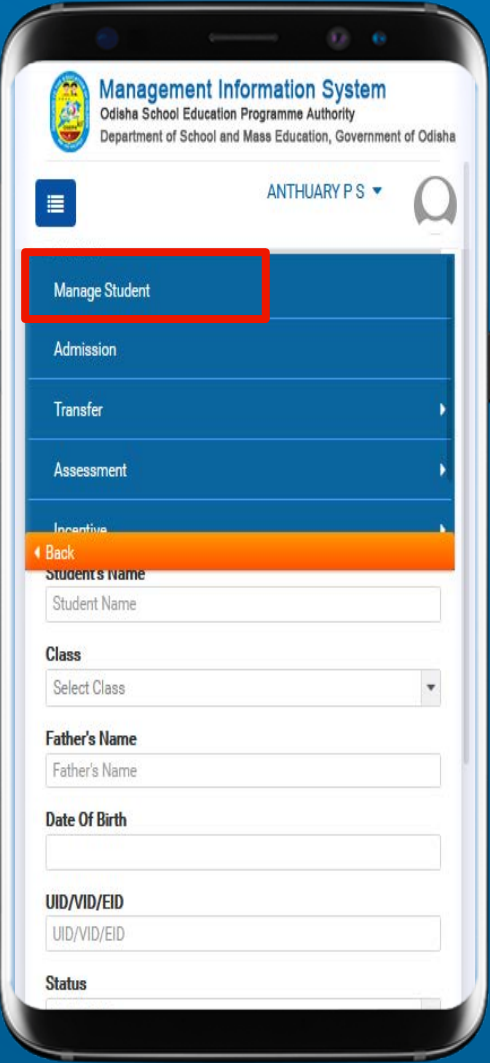 Management Information System
Odisha School Education Programme Authority
Department of School and Mass Education, Government of Odisha
ANTHUARY P S
Manage Student
Admission
Transfer
Assessment
Incentive
Back
Student's Name
Student Name
Class
Select Class
Father's Name
Father's Name
Date Of Birth
UID/VID/EID
UID/VID/EID
Status